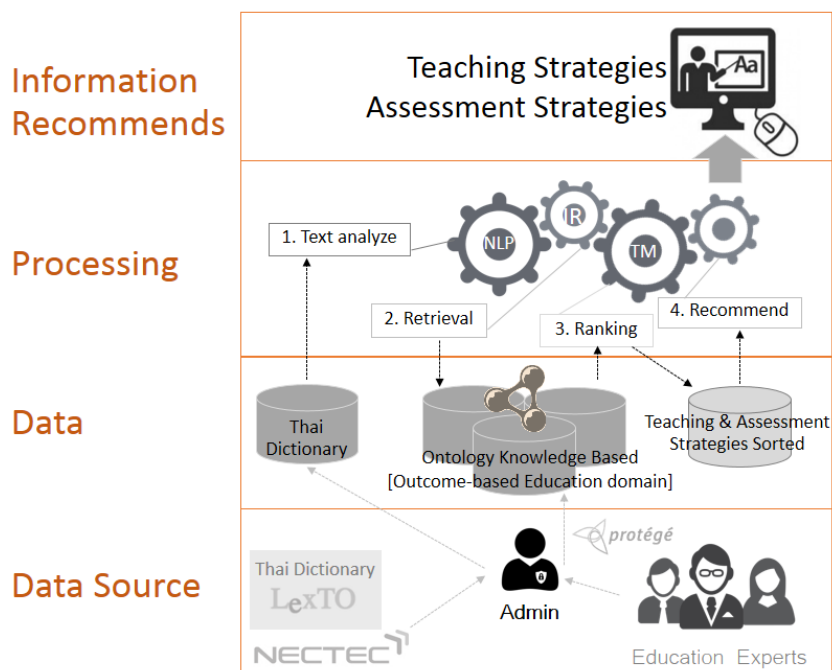 Information
Recommends
Teaching Strategies
Assessment Strategies
Aa
Processing
1. Text analyze
NLP
IR
TM
2. Retrieval
3. Ranking
4. Recommend
Data
Thai
Dictionary
Ontology Knowledge Based
[Outcome-based Education domain]
Teaching & Assessment
Strategies Sorted
Data Source
Thai Dictionary
LexTO
NECTEC
Admin
protégé
Education Experts